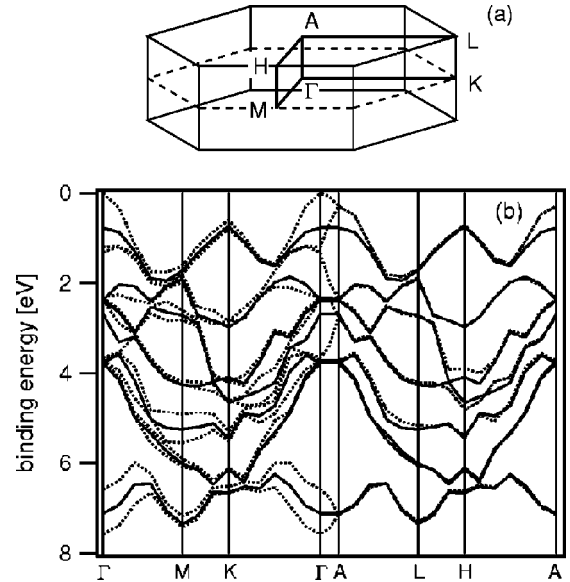 (a)
A
L
H
Γ
K
M
(b)
binding energy [eV]
0
2
4
6
8
Γ M K Γ A L H A